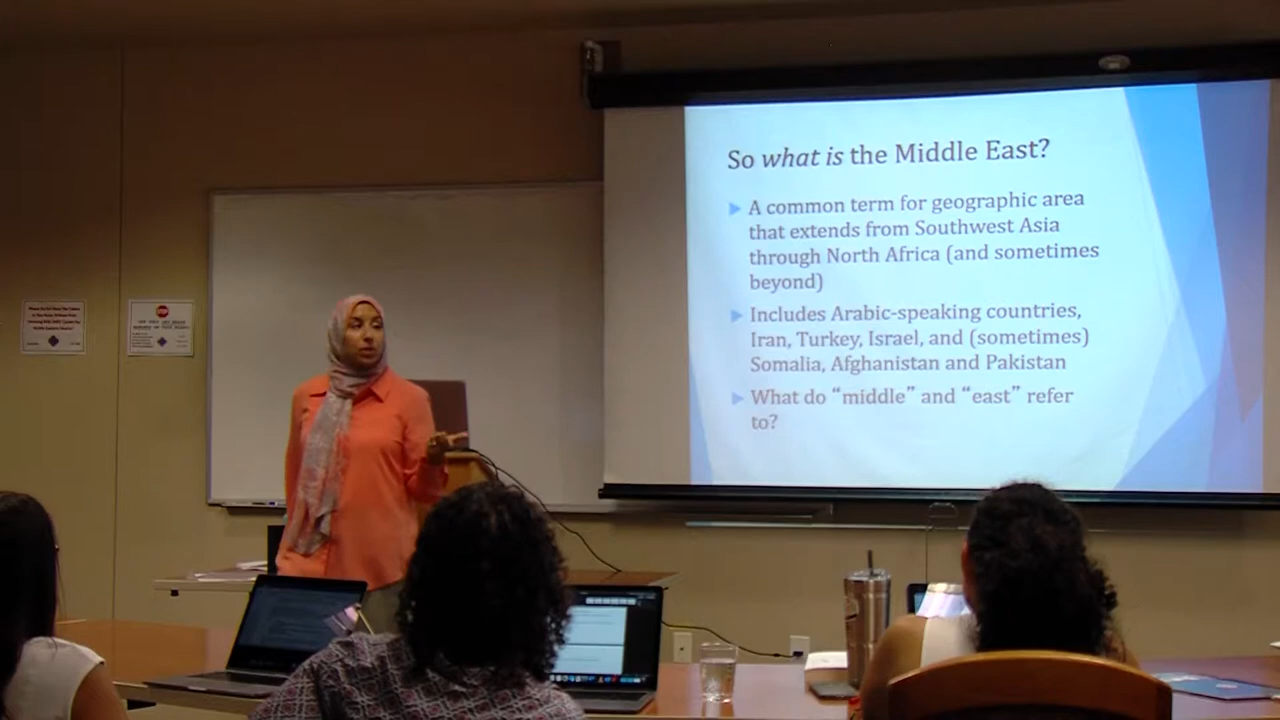 So what is the Middle East?
A common term for geographic area
that extends from Southwest Asia
through North Africa (and sometimes
beyond)
Includes Arabic-speaking countries,
Iran, Turkey, Israel, and (sometimes)
Somalia, Afghanistan and Pakistan
What do “middle” and “east” refer
to?
STOP